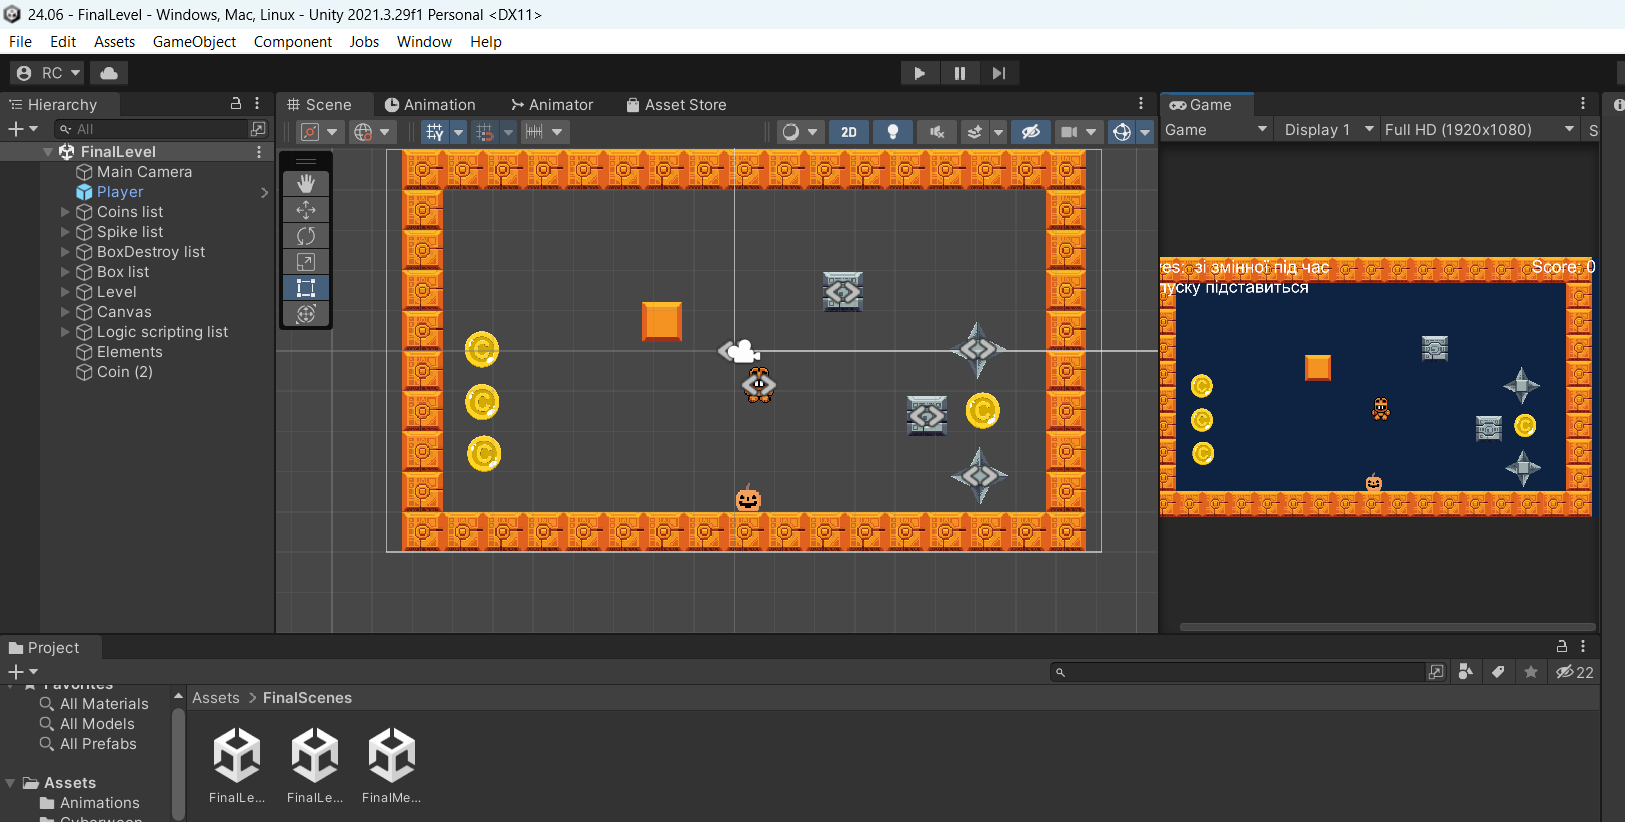 24.06 - FinalLevel - Windows, Mac, Linux - Unity 2021.3.29f1 Personal <DX11>
File Edit Assets GameObject Component Jobs Window Help
RC
Hierarchy
All
FinalLevel
Main Camera
Player
Coins list
Spike list
BoxDestroy list
Box list
Level
Canvas
Logic scripting list
Elements
Coin (2)
Scene Animation Animator Asset Store
2D
Game
Game Display 1 Full HD (1920x1080) S
es: зі змінної під час Score: 0
пуску підставиться
Project
22
Favorites
All Materials
All Models
All Prefabs
Assets
Animations
Assets > FinalScenes
FinalLe... FinalLe... FinalMe...